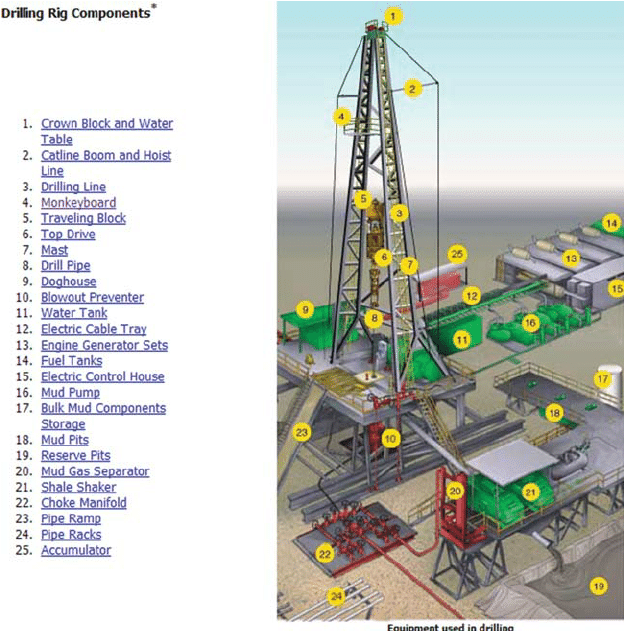 Drilling Rig Components*
1. Crown Block and Water
Table
2. Catline Boom and Hoist
Line
3. Drilling Line
4. Monkeyboard
5. Traveling Block
6. Top Drive
7. Mast
8. Drill Pipe
9. Doghouse
10. Blowout Preventer
11. Water Tank
12. Electric Cable Tray
13. Engine Generator Sets
14. Fuel Tanks
15. Electric Control House
16. Mud Pump
17. Bulk Mud Components
Storage
18. Mud Pits
19. Reserve Pits
20. Mud Gas Separator
21. Shale Shaker
22. Choke Manifold
23. Pipe Ramp
24. Pipe Racks
25. Accumulator
1
2
4
5
3
6
7
25
14
13
15
12
9
8
16
11
17
18
23
10
20
21
22
19
24
Equipment used in drilling